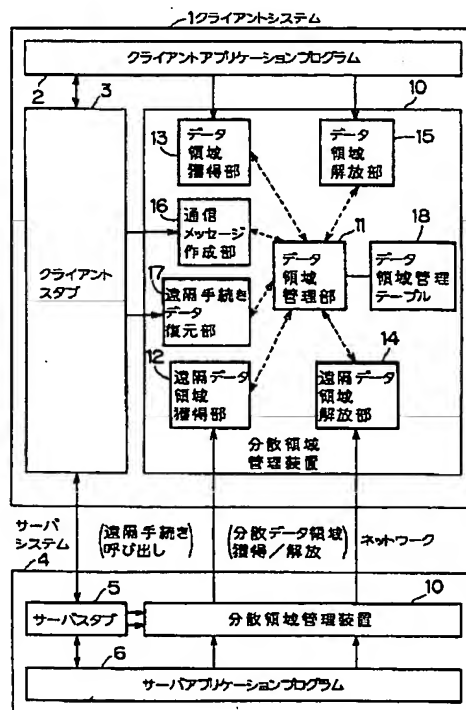 1クライアントシステム
クライアントアプリケーションプログラム
2
3
10
13
データ
領域
獲得部
データ
領域
解放部
15
16
通信
メッセージ
作成部
11
データ
領域
管理部
18
データ
領域管理
テーブル
クライアント
スタブ
17
遠隔手続き
データ
復元部
12
遠隔データ
領域
獲得部
14
遠隔データ
領域
解放部
分散領域
管理装置
サーバ
システム
(遠隔手続き
呼び出し)
(分散データ領域
獲得/解放)
ネットワーク
4
5
サーバスタブ
10
分散領域管理装置
6
サーバアプリケーションプログラム